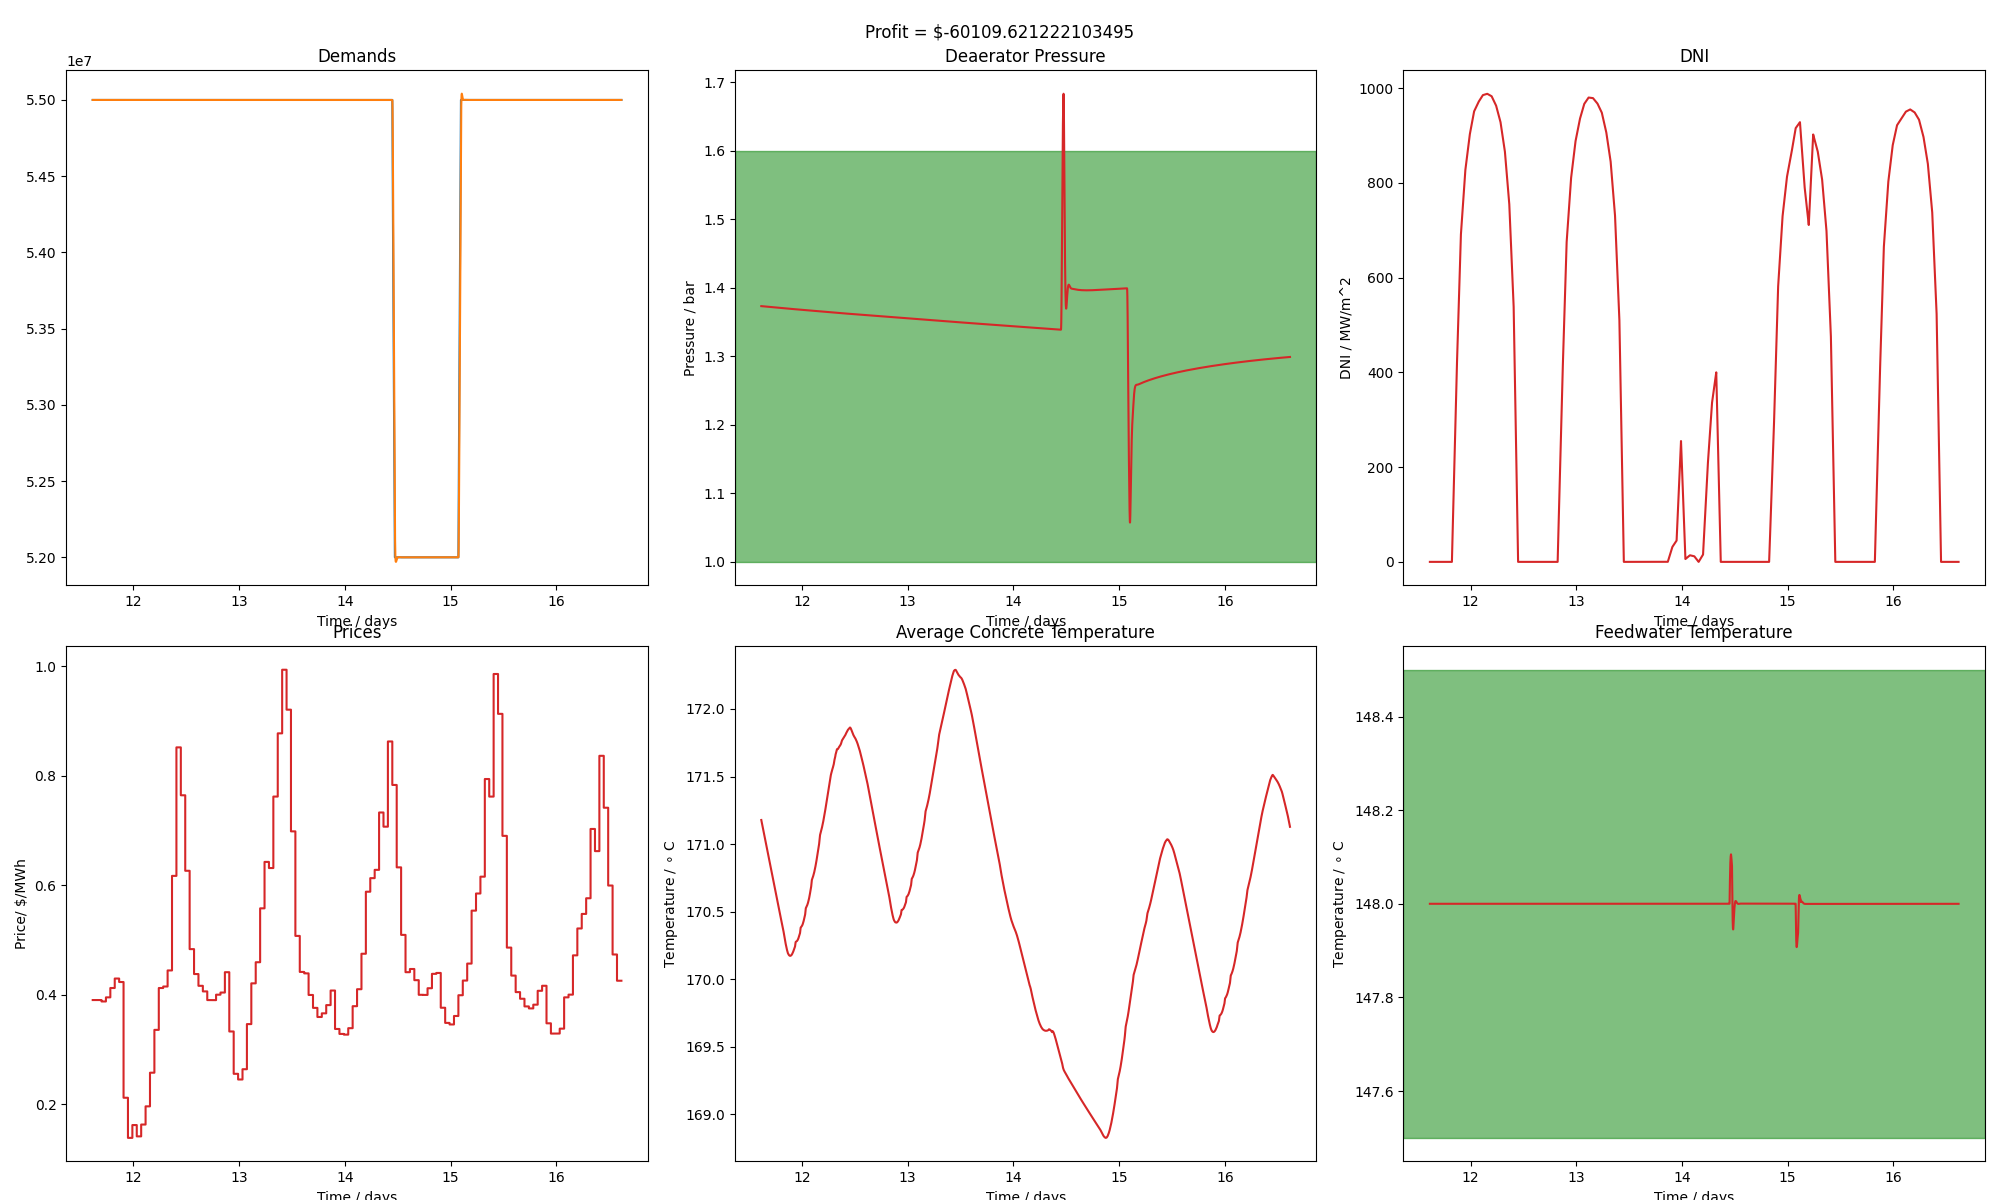 Profit = $-60109.621222103495
Demands
1e7
5.50
5.45
5.40
5.35
5.30
5.25
5.20
12 13 14 15 16
Time / days
Deaerator Pressure
Pressure / bar
1.7
1.6
1.5
1.4
1.3
1.2
1.1
1.0
12 13 14 15 16
Time / days
DNI
DNI / MW/m^2
1000
800
600
400
200
0
12 13 14 15 16
Time / days
Prices
Price/ $/MWh
1.0
0.8
0.6
0.4
0.2
12 13 14 15 16
Time / days
Average Concrete Temperature
Temperature / ∘ C
172.0
171.5
171.0
170.5
170.0
169.5
169.0
12 13 14 15 16
Time / days
Feedwater Temperature
Temperature / ∘ C
148.4
148.2
148.0
147.8
147.6
12 13 14 15 16
Time / days